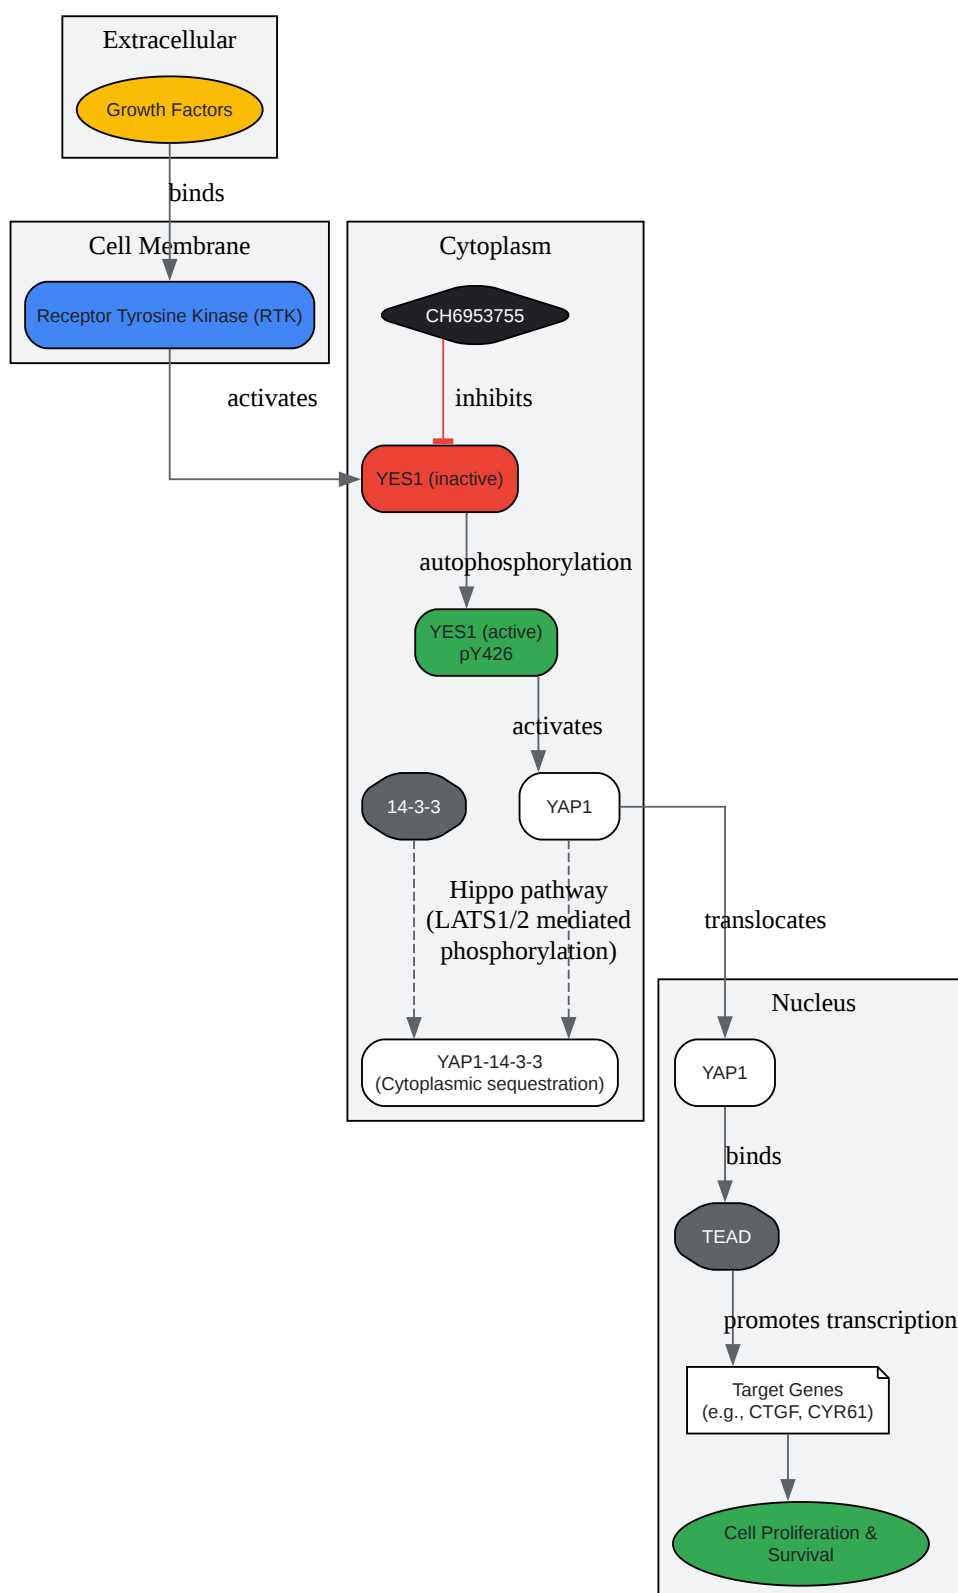 Extracellular
Growth Factors
binds
Cell Membrane
Receptor Tyrosine Kinase (RTK)
activates
Cytoplasm
CH6953755
inhibits
YES1 (inactive)
autophosphorylation
YES1 (active)
pY426
activates
14-3-3
YAP1
Hippo pathway
(LATS1/2 mediated
phosphorylation)
YAP1-14-3-3
(Cytoplasmic sequestration)
translocates
Nucleus
YAP1
binds
TEAD
promotes transcription
Target Genes
(e.g., CTGF, CYR61)
Cell Proliferation &
Survival